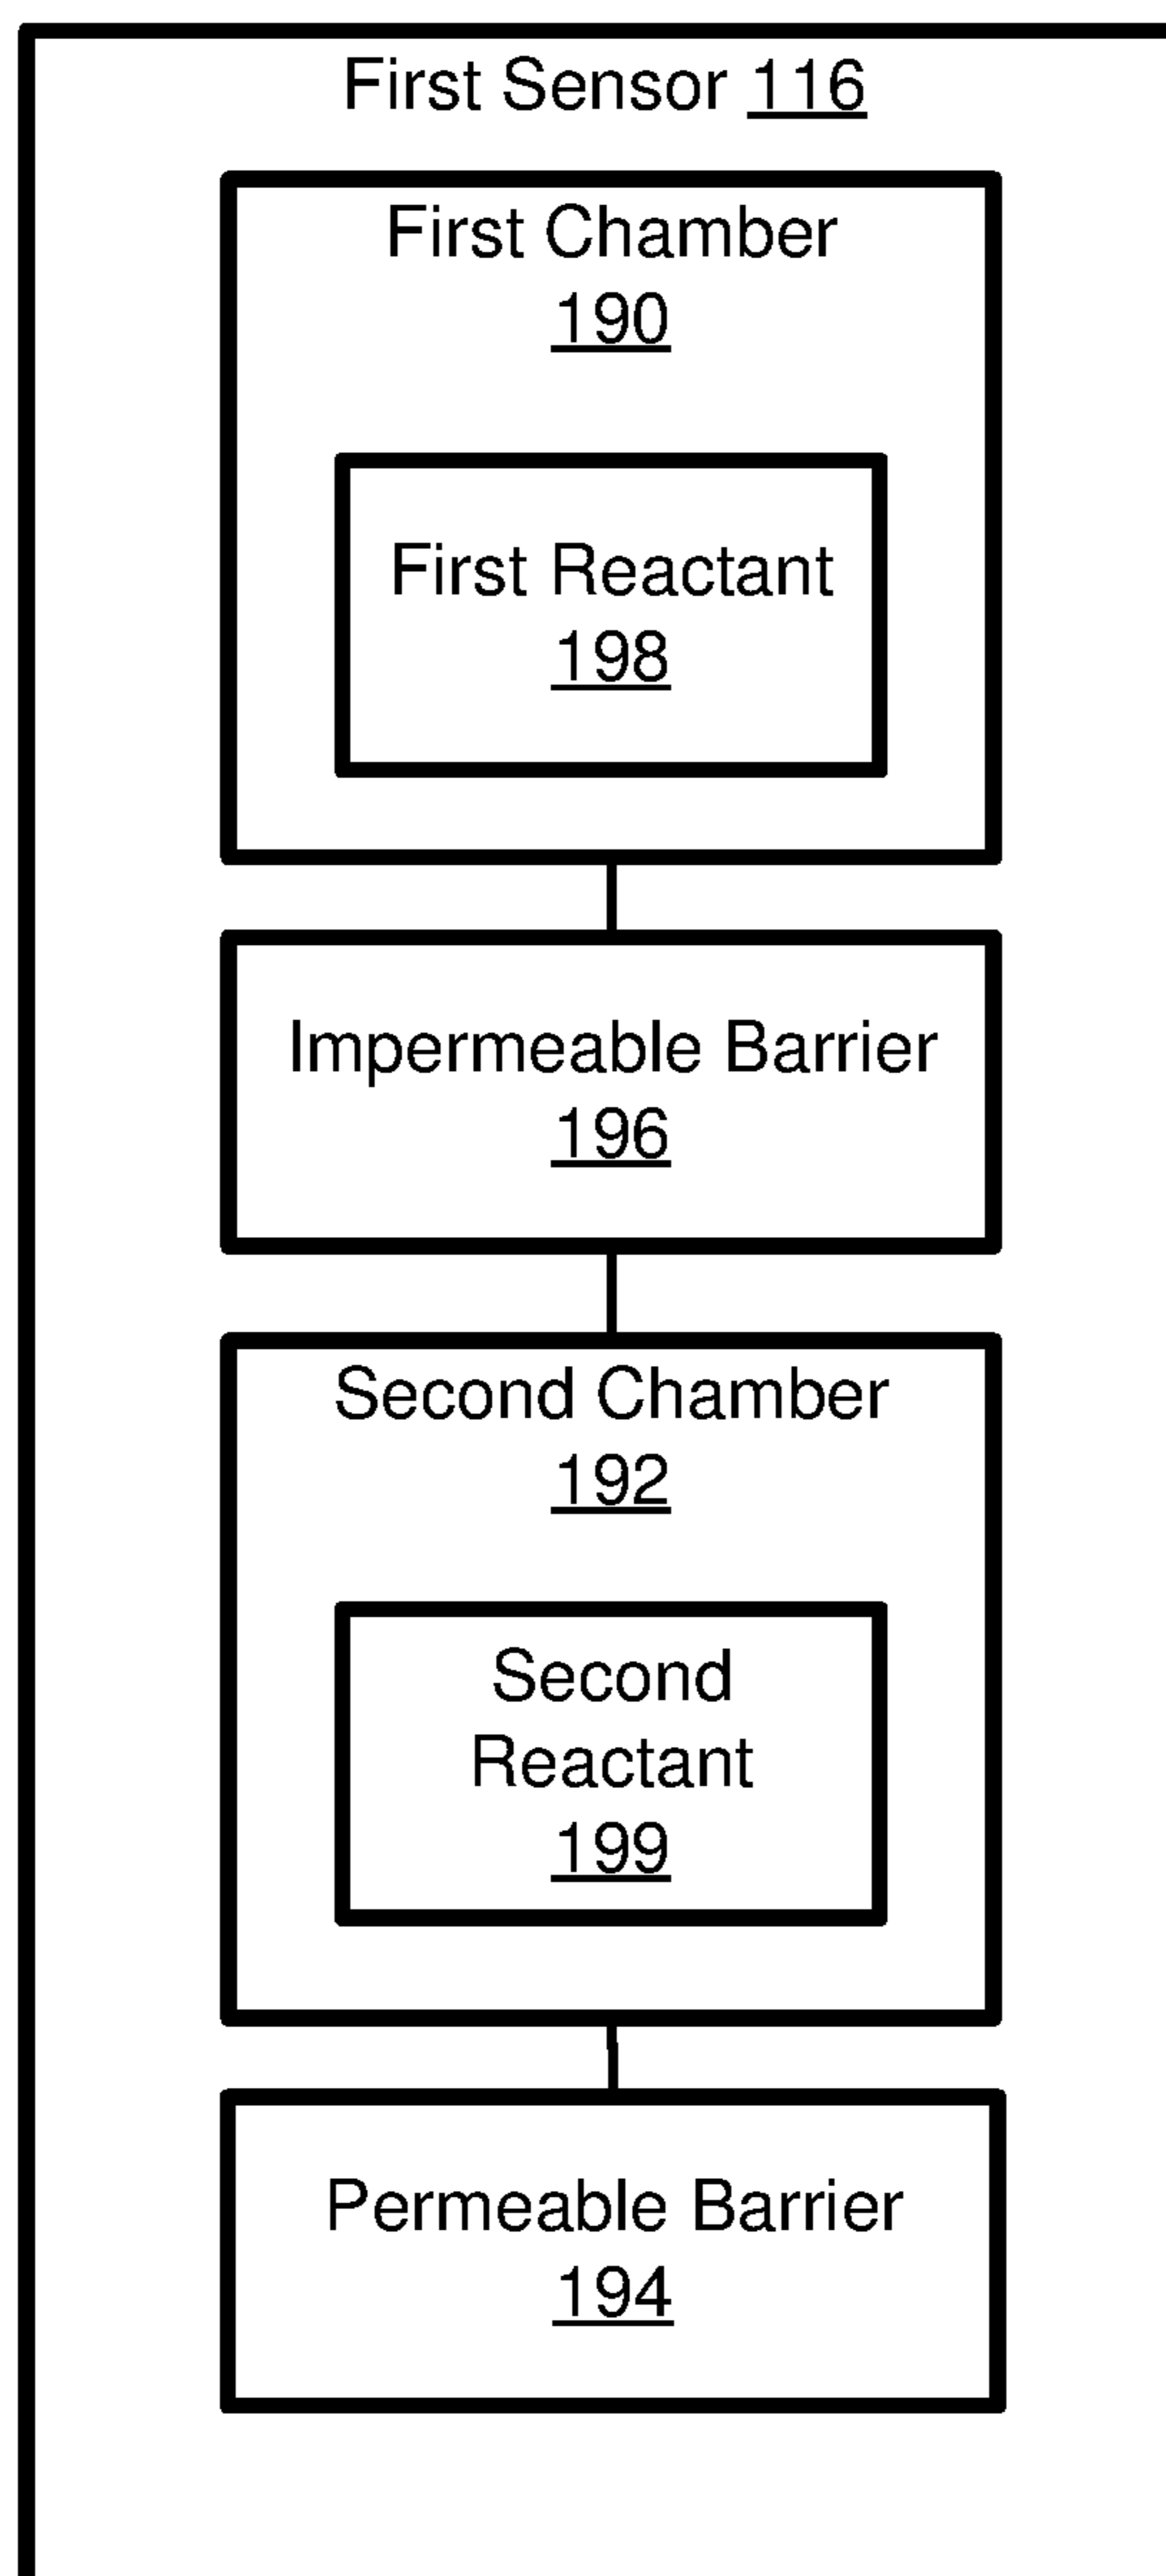 First Sensor 116
First Chamber
190
First Reactant
198
Impermeable Barrier
196
Second Chamber
192
Second
Reactant
199
Permeable Barrier
194